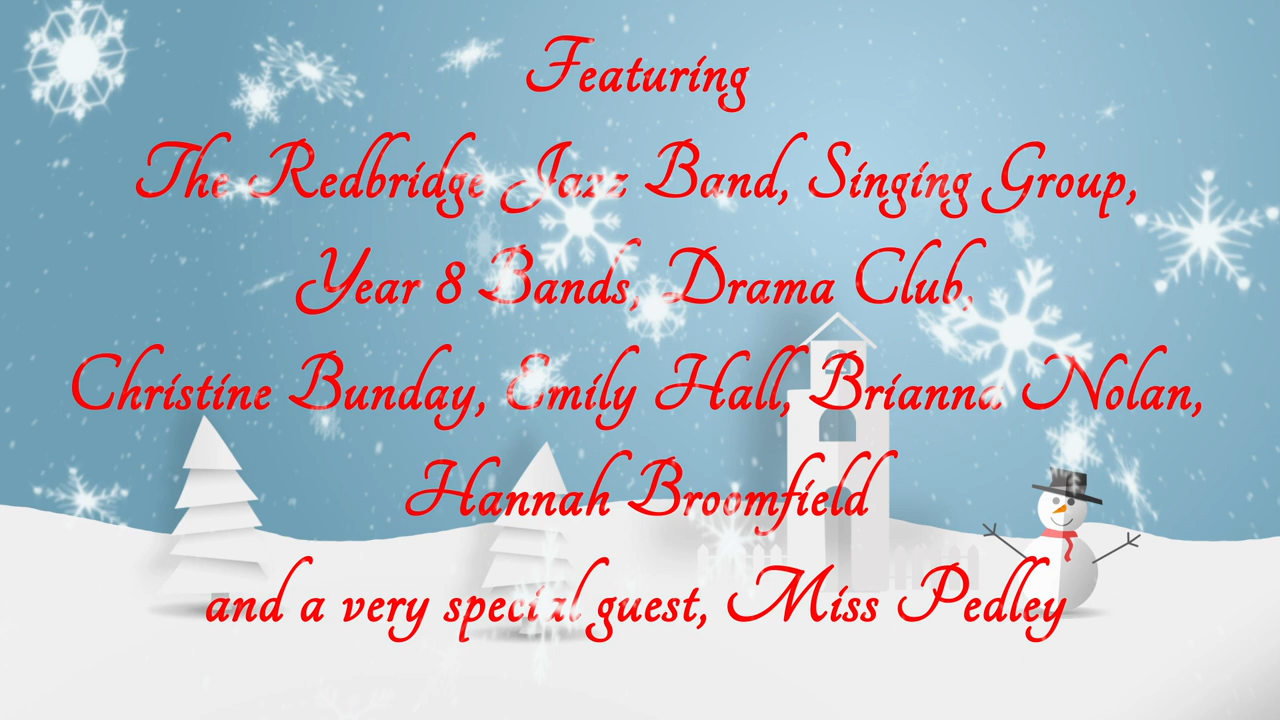 Featuring
The Redbridge Jazz Band, Singing Group,
Year 8 Bands, Drama Club,
Christine Bunday, Emily Hall, Brianna Nolan,
Hannah Broomfield
and a very special guest, Miss Pedley